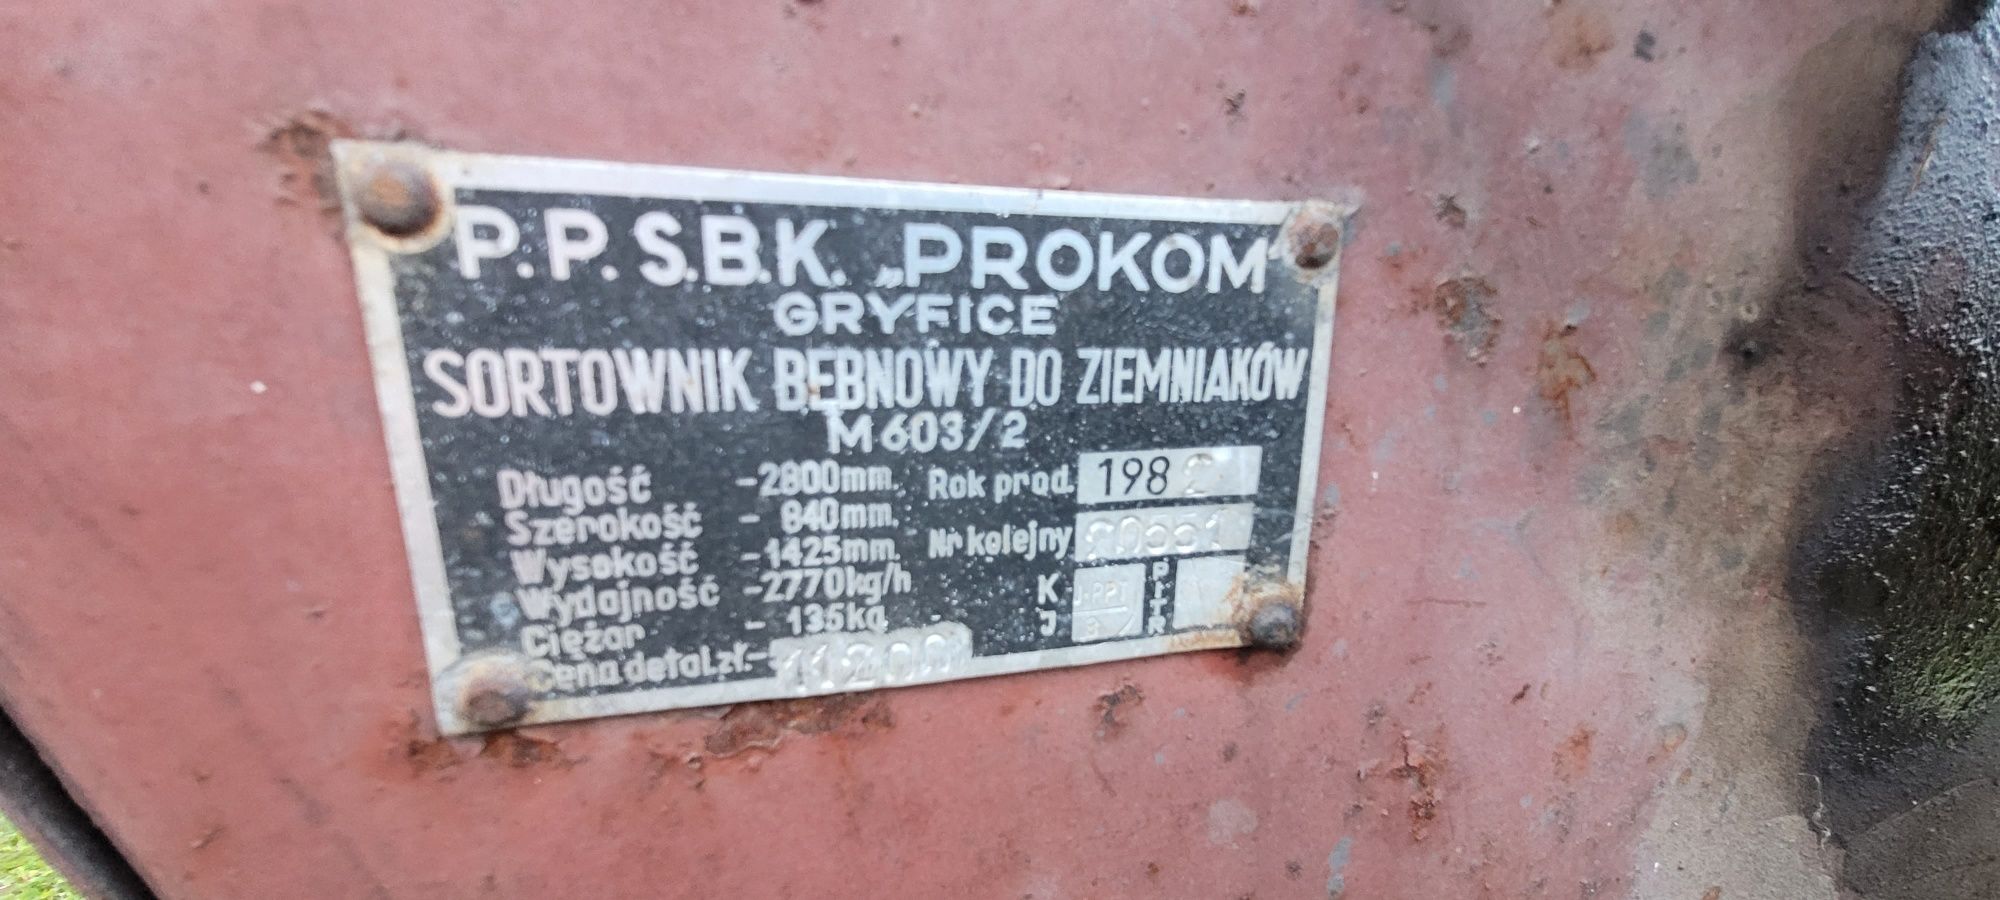 P.P. S.B.K. „PROKOM"
GRYFICE
SORTOWNIK BĘBNOWY DO ZIEMNIAKÓW
M 603/2
Długość - 2800mm. Rok prod. 1982
Szerokość - 840mm.
Wysokość - 1425mm. Nr kolejny
Wydajność - 2770kg/h
Ciężar - 135kg
K J P I T R
Cena detal.zł.-